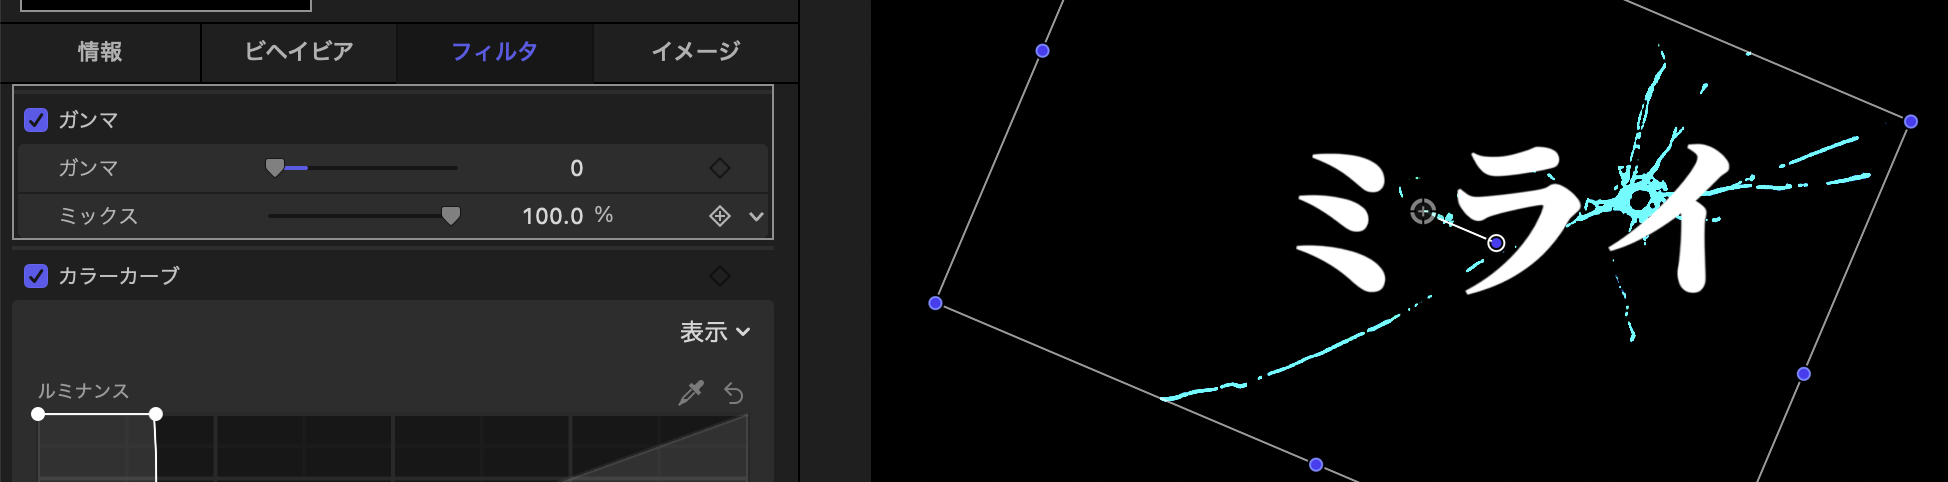 情報 ビヘイビア フィルタ イメージ
ガンマ
ガンマ 0
ミックス 100.0 %
カラーカーブ
表示
ルミナンス
ミライ